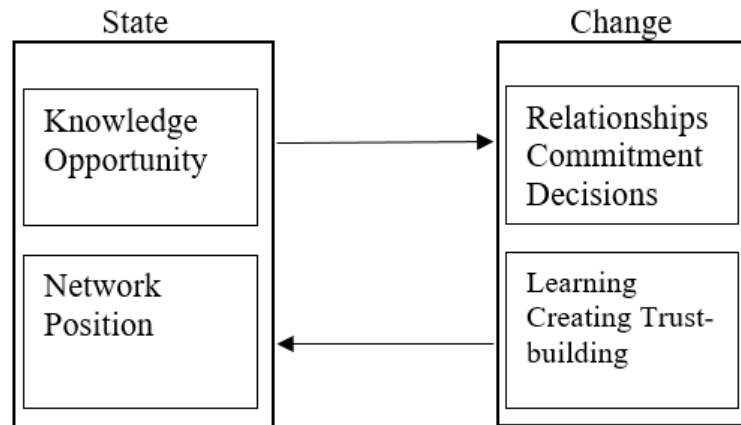 State
Knowledge
Opportunity
Network
Position
Change
Relationships
Commitment
Decisions
Learning
Creating Trust-
building